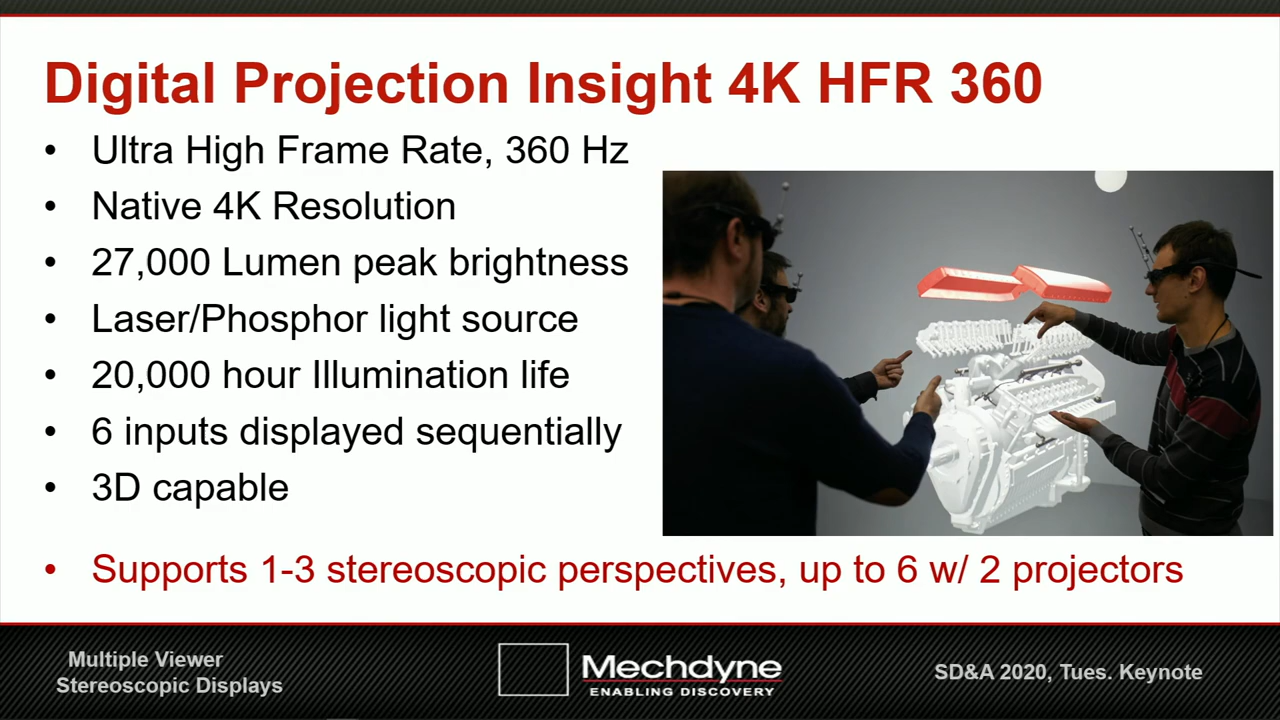 Digital Projection Insight 4K HFR 360
• Ultra High Frame Rate, 360 Hz
• Native 4K Resolution
• 27,000 Lumen peak brightness
• Laser/Phosphor light source
• 20,000 hour Illumination life
• 6 inputs displayed sequentially
• 3D capable
• Supports 1-3 stereoscopic perspectives, up to 6 w/ 2 projectors
Multiple Viewer
Stereoscopic Displays
Mechdyne
ENABLING DISCOVERY
SD&A 2020, Tues. Keynote